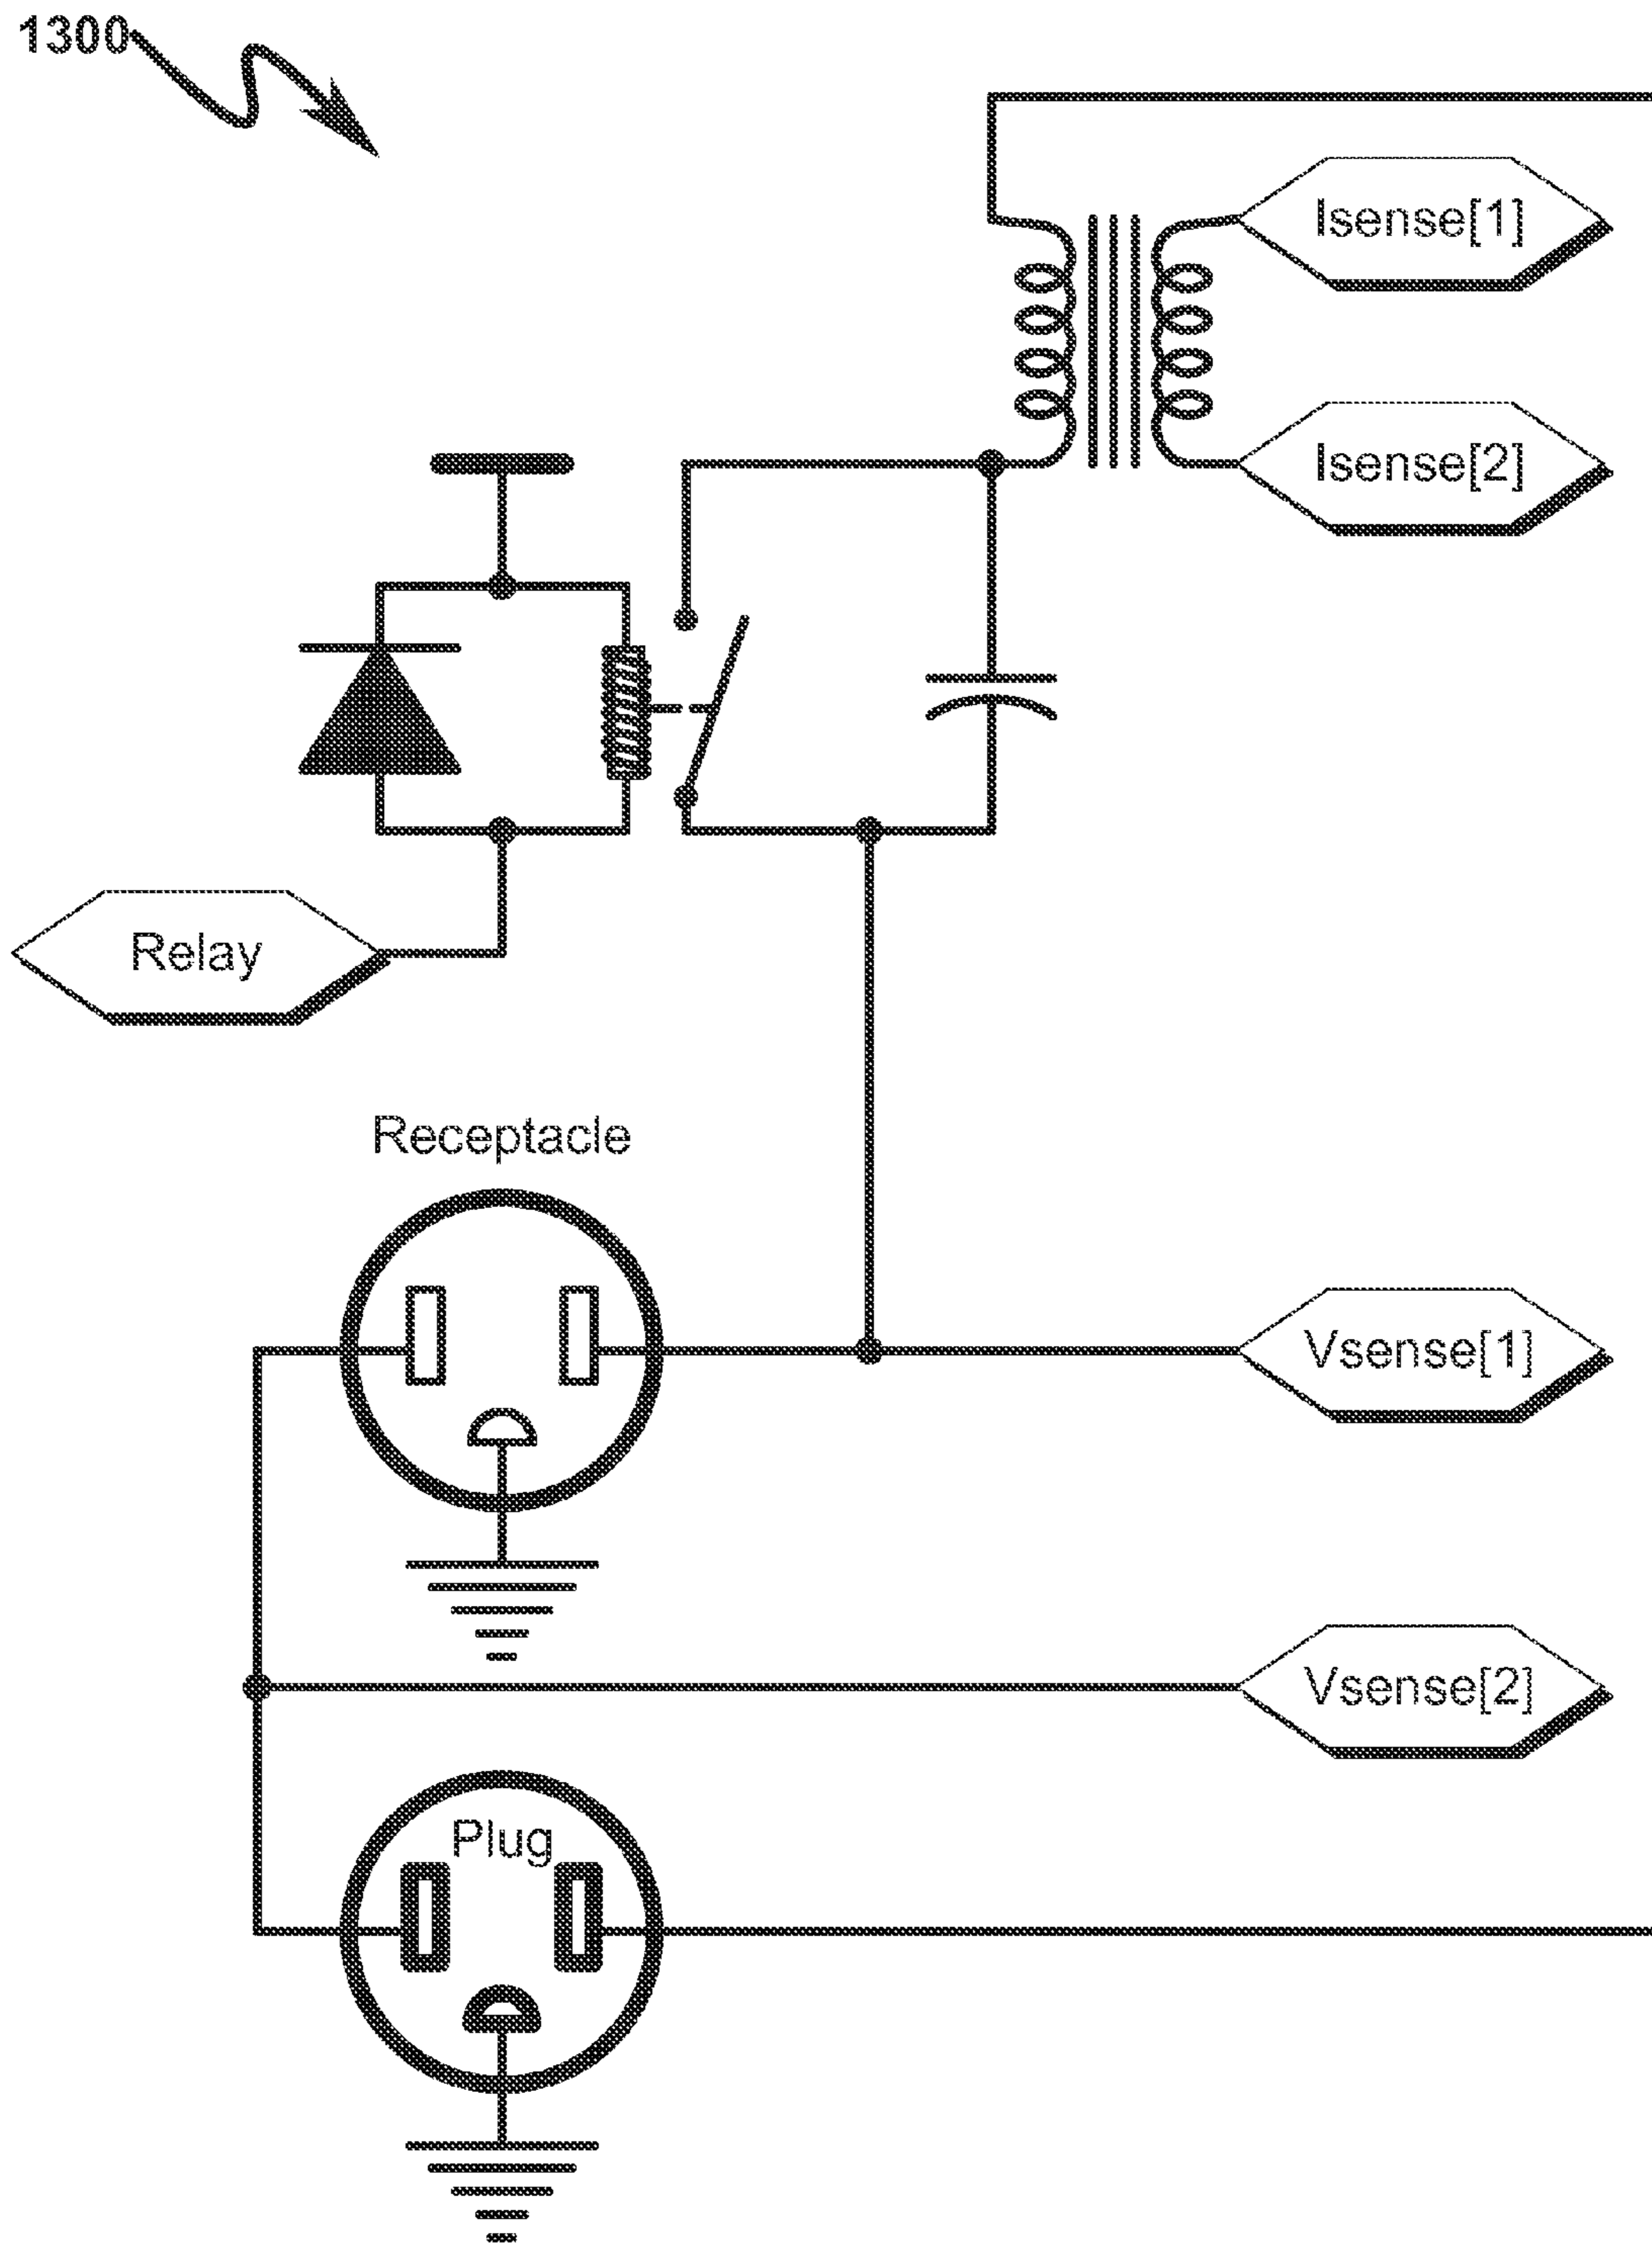 1300
Isense[1]
Isense[2]
Relay
Receptacle
Vsense[1]
Vsense[2]
Plug